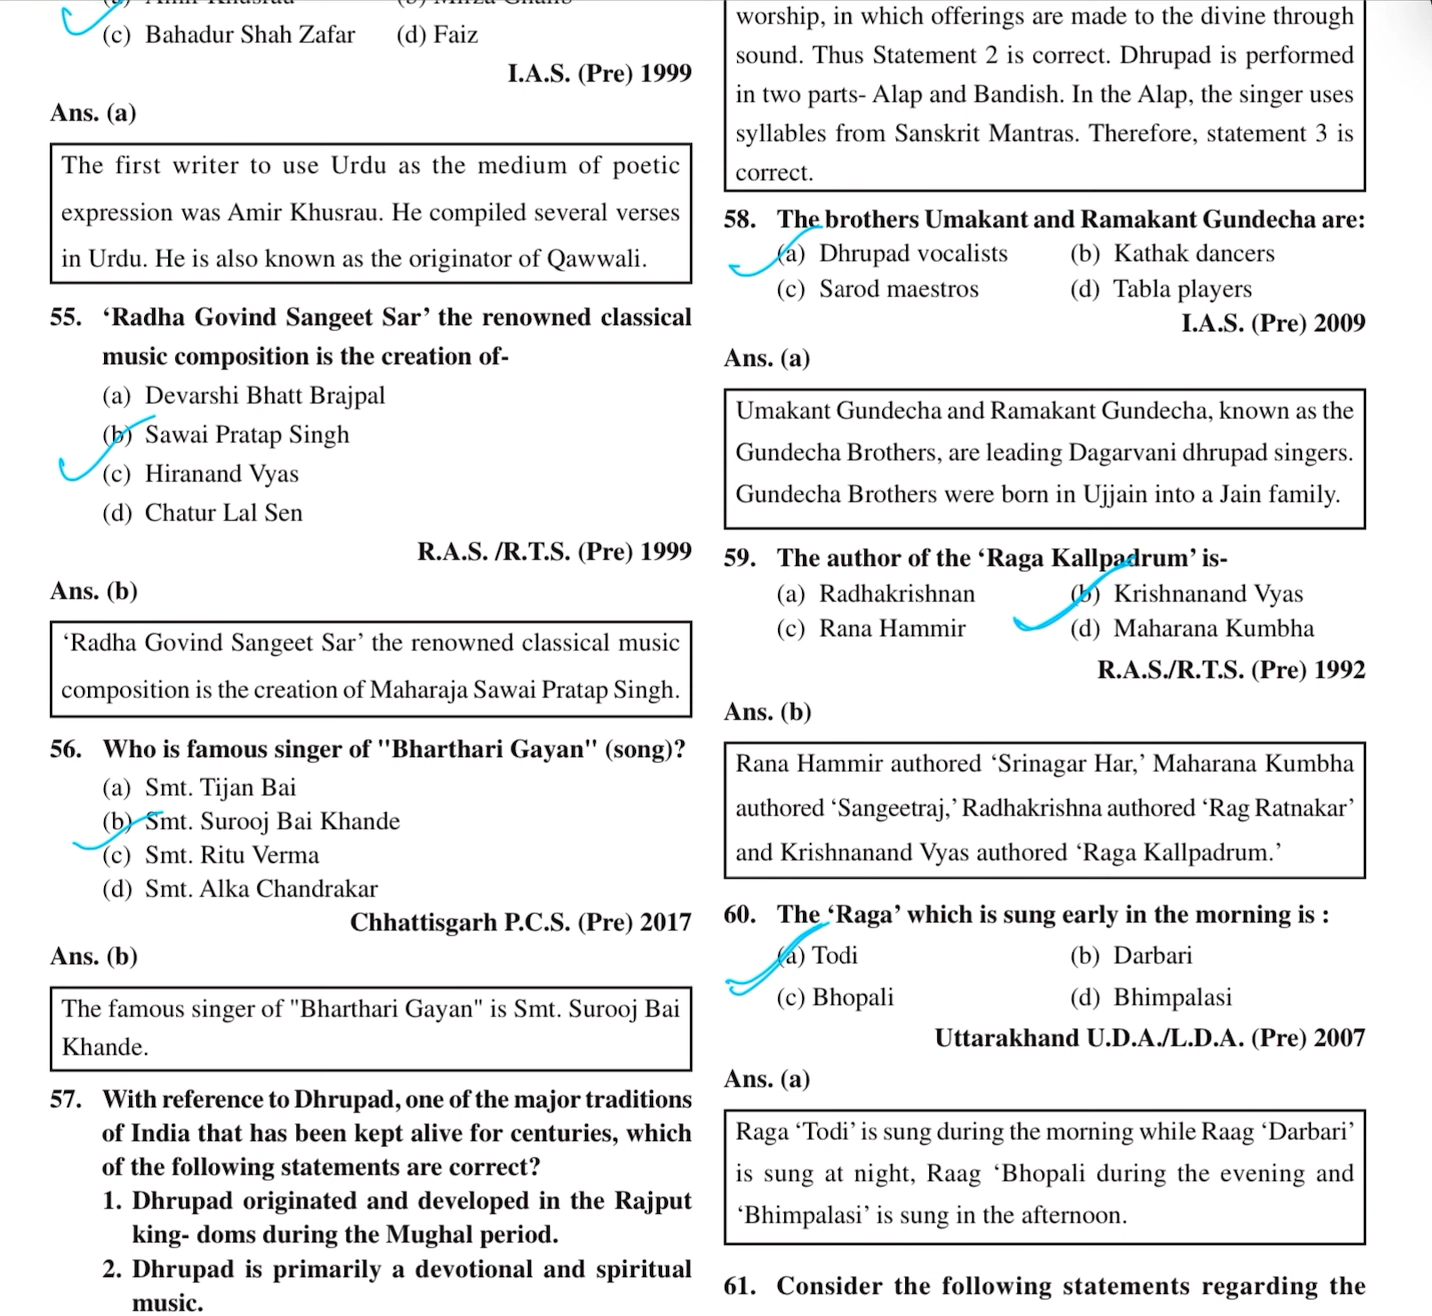 (c) Bahadur Shah Zafar (d) Faiz
I.A.S. (Pre) 1999
Ans. (a)
The first writer to use Urdu as the medium of poetic
expression was Amir Khusrau. He compiled several verses
in Urdu. He is also known as the originator of Qawwali.
55. ‘Radha Govind Sangeet Sar’ the renowned classical
music composition is the creation of-
(a) Devarshi Bhatt Brajpal
(b) Sawai Pratap Singh
(c) Hiranand Vyas
(d) Chatur Lal Sen
R.A.S. /R.T.S. (Pre) 1999
Ans. (b)
‘Radha Govind Sangeet Sar’ the renowned classical music
composition is the creation of Maharaja Sawai Pratap Singh.
56. Who is famous singer of "Bharthari Gayan" (song)?
(a) Smt. Tijan Bai
(b) Smt. Surooj Bai Khande
(c) Smt. Ritu Verma
(d) Smt. Alka Chandrakar
Chhattisgarh P.C.S. (Pre) 2017
Ans. (b)
The famous singer of "Bharthari Gayan" is Smt. Surooj Bai
Khande.
57. With reference to Dhrupad, one of the major traditions
of India that has been kept alive for centuries, which
of the following statements are correct?
1. Dhrupad originated and developed in the Rajput
king- doms during the Mughal period.
2. Dhrupad is primarily a devotional and spiritual
music.
worship, in which offerings are made to the divine through
sound. Thus Statement 2 is correct. Dhrupad is performed
in two parts- Alap and Bandish. In the Alap, the singer uses
syllables from Sanskrit Mantras. Therefore, statement 3 is
correct.
58. The brothers Umakant and Ramakant Gundecha are:
(a) Dhrupad vocalists (b) Kathak dancers
(c) Sarod maestros (d) Tabla players
I.A.S. (Pre) 2009
Ans. (a)
Umakant Gundecha and Ramakant Gundecha, known as the
Gundecha Brothers, are leading Dagarvani dhrupad singers.
Gundecha Brothers were born in Ujjain into a Jain family.
59. The author of the ‘Raga Kallpadrum’ is-
(a) Radhakrishnan (b) Krishnanand Vyas
(c) Rana Hammir (d) Maharana Kumbha
R.A.S./R.T.S. (Pre) 1992
Ans. (b)
Rana Hammir authored ‘Srinagar Har,’ Maharana Kumbha
authored ‘Sangeetraj,’ Radhakrishna authored ‘Rag Ratnakar’
and Krishnanand Vyas authored ‘Raga Kallpadrum.’
60. The ‘Raga’ which is sung early in the morning is :
(a) Todi (b) Darbari
(c) Bhopali (d) Bhimpalasi
Uttarakhand U.D.A./L.D.A. (Pre) 2007
Ans. (a)
Raga ‘Todi’ is sung during the morning while Raag ‘Darbari’
is sung at night, Raag ‘Bhopali during the evening and
‘Bhimpalasi’ is sung in the afternoon.
61. Consider the following statements regarding the